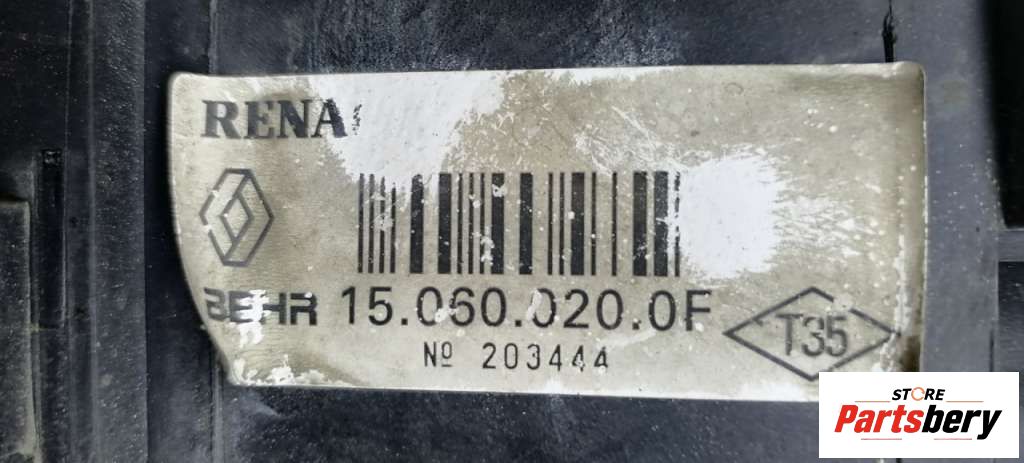 RENA
BEHR 15.060.020.0F
T35
Nº 203444
STORE
Partsbery